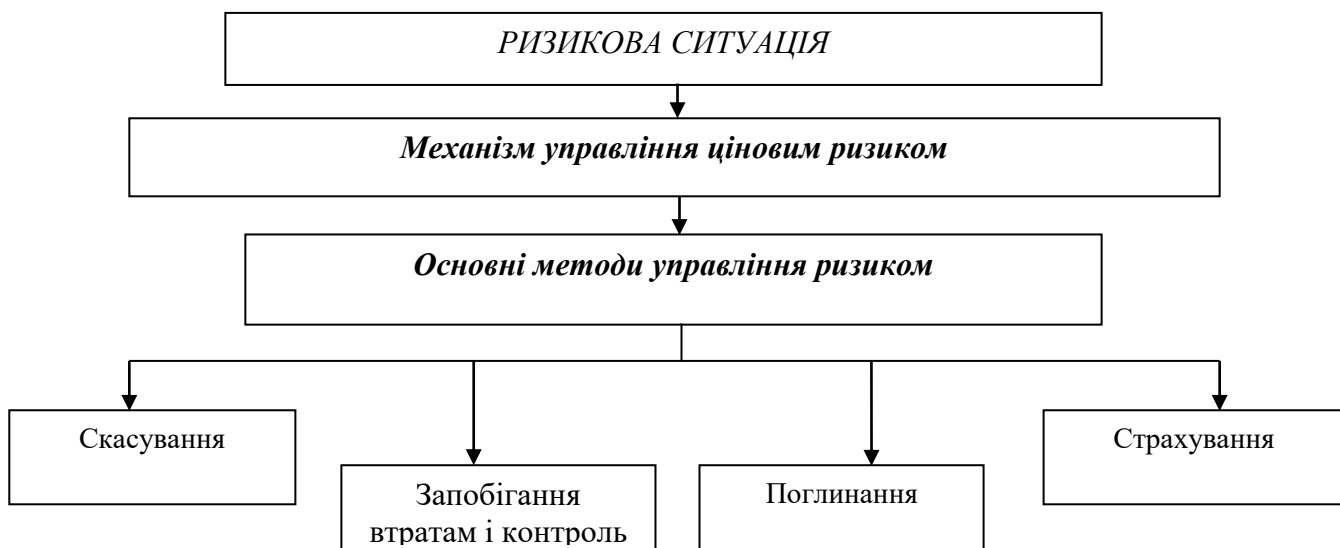 РИЗИКОВА СИТУАЦІЯ
Механізм управління ціновим ризиком
Основні методи управління ризиком
Скасування
Страхування
Запобігання
втратам і контроль
Поглинання